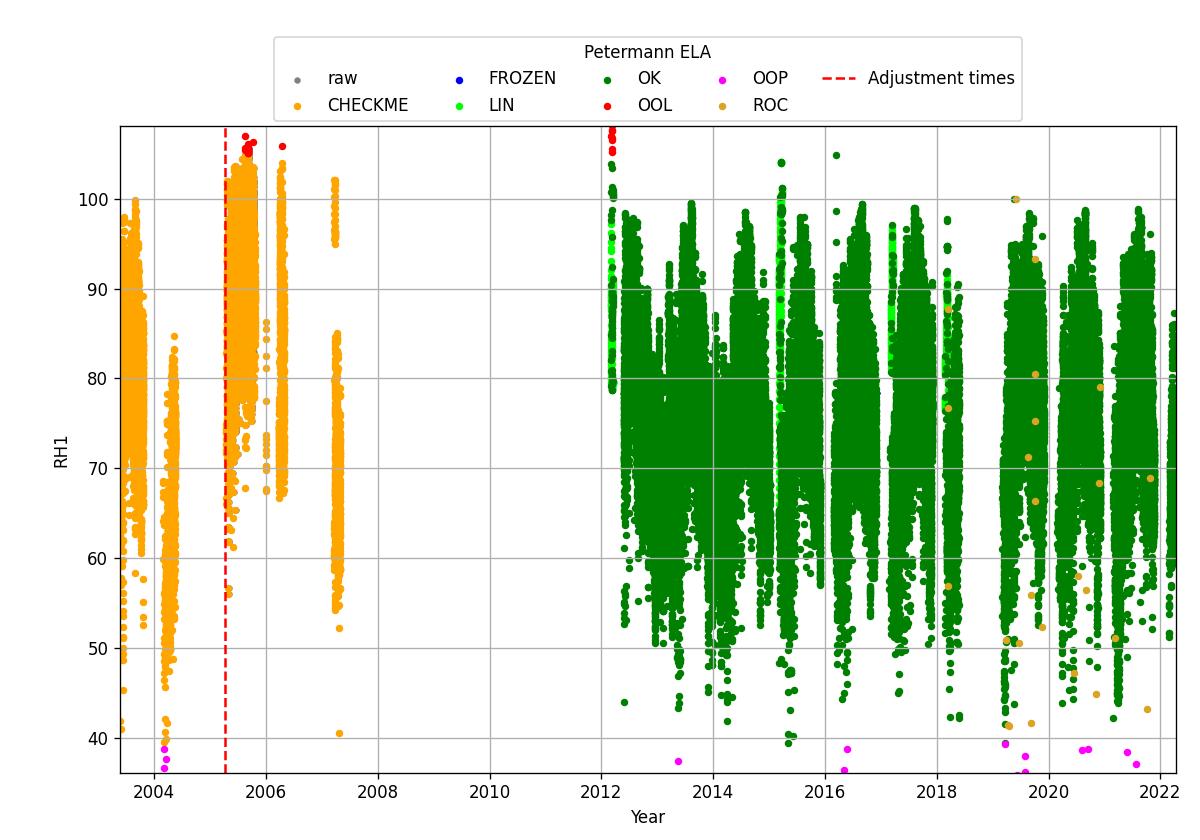 Petermann ELA
raw FROZEN OK OOP Adjustment times
CHECKME LIN OOL ROC
100
90
80
70
60
50
40
RH1
2004 2006 2008 2010 2012 2014 2016 2018 2020 2022
Year